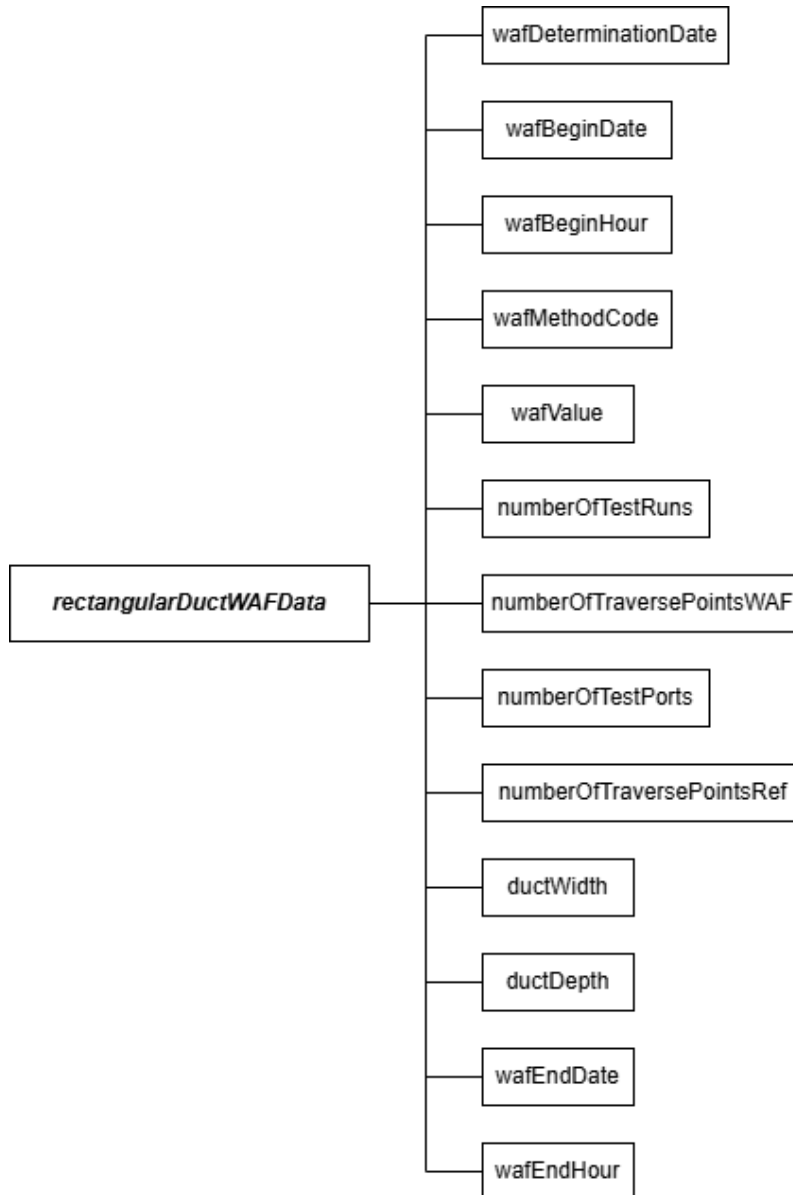 wafDeterminationDate
wafBeginDate
wafBeginHour
wafMethodCode
wafValue
numberOfTestRuns
rectangularDuctWAFData
numberOfTraversePointsWAF
numberOfTestPorts
numberOfTraversePointsRef
ductWidth
ductDepth
wafEndDate
wafEndHour